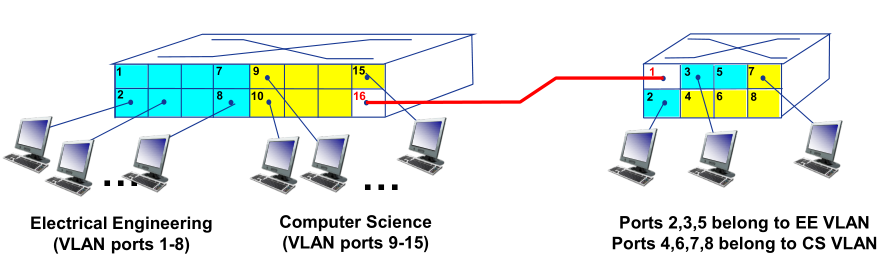 1 7 9 15
2 8 10 16
1 3 5 7
2 4 6 8
...
...
Electrical Engineering
(VLAN ports 1-8)
Computer Science
(VLAN ports 9-15)
Ports 2,3,5 belong to EE VLAN
Ports 4,6,7,8 belong to CS VLAN